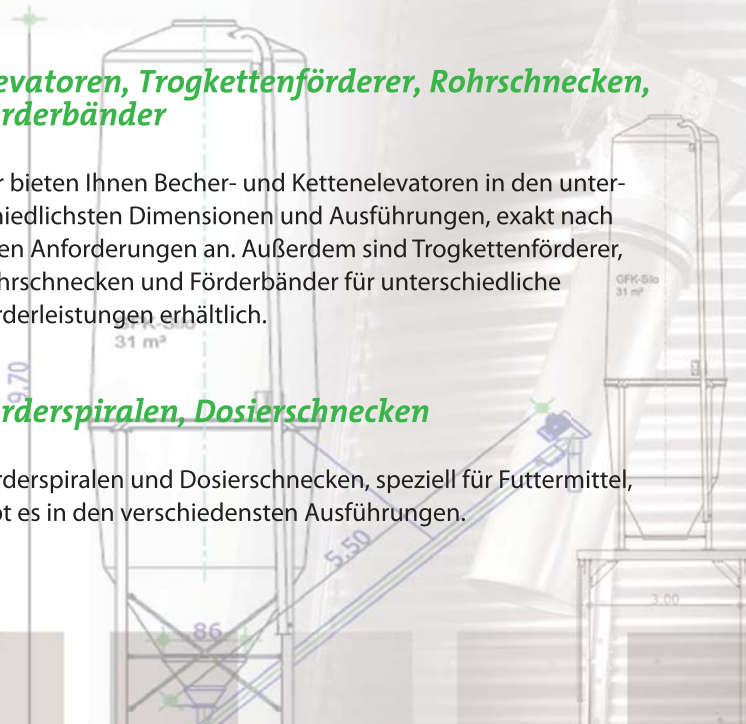 evatoren, Trogkettenförderer, Rohrschnecken,
rderbänder
r bieten Ihnen Becher- und Kettenelevatoren in den unter-
hiedlichsten Dimensionen und Ausführungen, exakt nach
en Anforderungen an. Außerdem sind Trogkettenförderer,
hrschnecken und Förderbänder für unterschiedliche
rderleistungen erhältlich.
GFK-Silo
31 m³
GFK-Silo
31 m³
9,70
rderspiralen, Dosierschnecken
rderspiralen und Dosierschnecken, speziell für Futtermittel,
bt es in den verschiedensten Ausführungen.
5.50
3.00
86